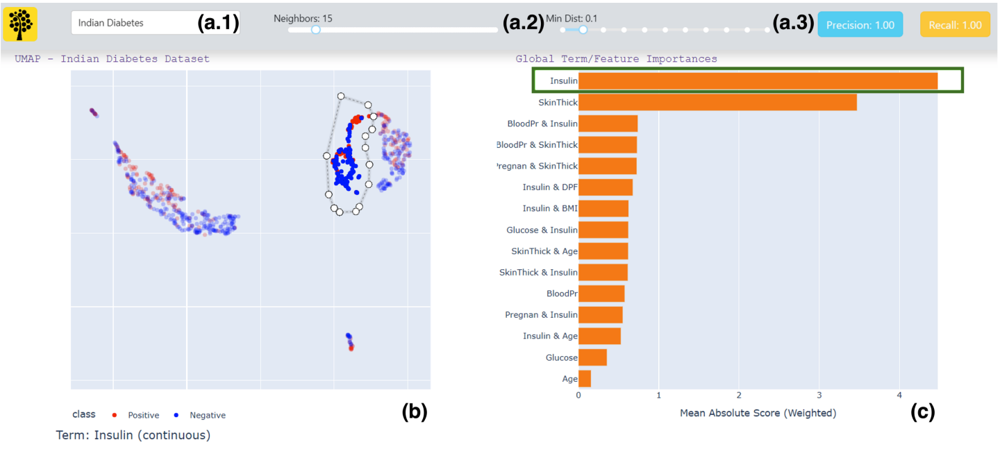 Indian Diabetes (a.1) Neighbors: 15 (a.2) Min Dist: 0.1 (a.3) Precision: 1.00 Recall: 1.00
UMAP - Indian Diabetes Dataset
Global Term/Feature Importances
Insulin
SkinThick
BloodPr & Insulin
BloodPr & SkinThick
regnan & SkinThick
Insulin & DPF
Insulin & BMI
Glucose & Insulin
SkinThick & Age
SkinThick & Insulin
BloodPr
Pregnan & Insulin
Insulin & Age
Glucose
Age
0 1 2 3 4
Mean Absolute Score (Weighted)
class Positive Negative
(b)
(c)
Term: Insulin (continuous)